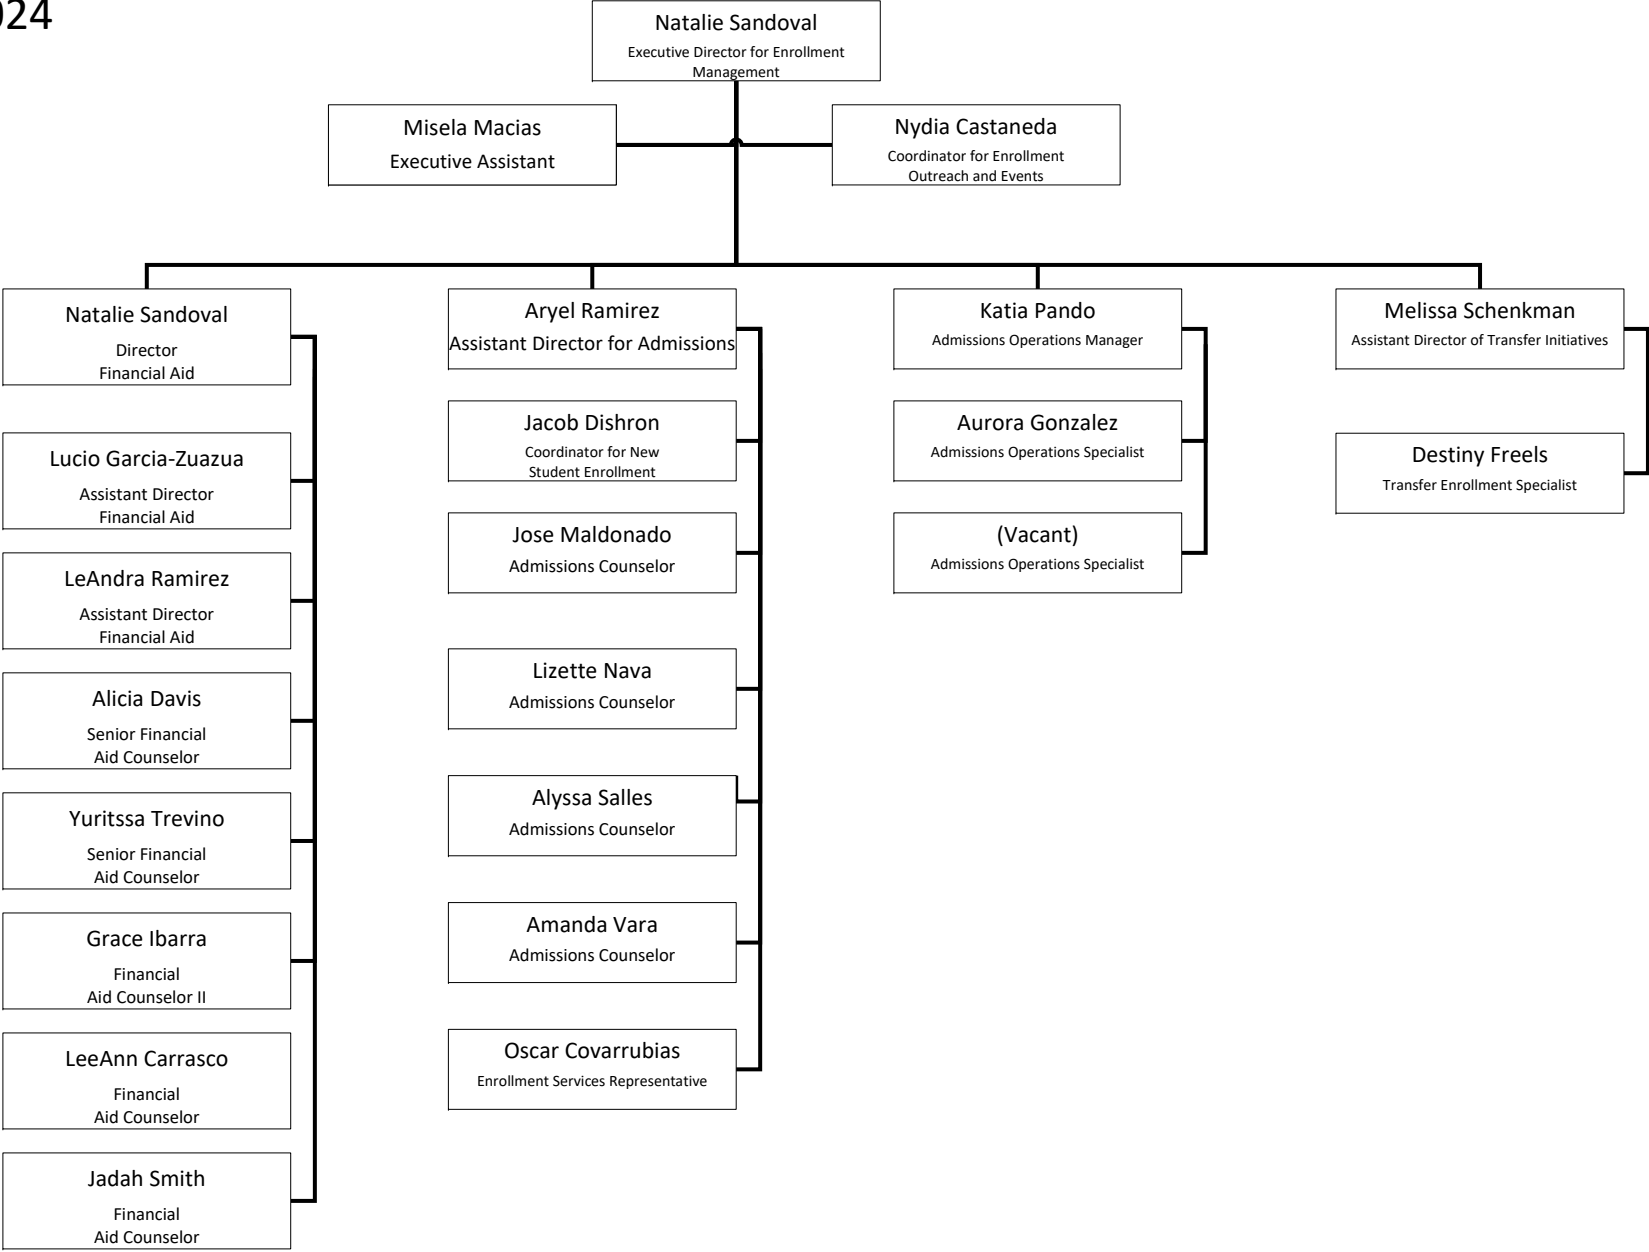 024
Natalie Sandoval
Executive Director for Enrollment
Management
Misela Macias
Executive Assistant
Nydia Castaneda
Coordinator for Enrollment
Outreach and Events
Natalie Sandoval
Director
Financial Aid
Lucio Garcia-Zuazua
Assistant Director
Financial Aid
LeAndra Ramirez
Assistant Director
Financial Aid
Alicia Davis
Senior Financial
Aid Counselor
Yuritssa Trevino
Senior Financial
Aid Counselor
Grace Ibarra
Financial
Aid Counselor II
LeeAnn Carrasco
Financial
Aid Counselor
Jadah Smith
Financial
Aid Counselor
Aryel Ramirez
Assistant Director for Admissions
Jacob Dishron
Coordinator for New
Student Enrollment
Jose Maldonado
Admissions Counselor
Lizette Nava
Admissions Counselor
Alyssa Salles
Admissions Counselor
Amanda Vara
Admissions Counselor
Oscar Covarrubias
Enrollment Services Representative
Katia Pando
Admissions Operations Manager
Aurora Gonzalez
Admissions Operations Specialist
(Vacant)
Admissions Operations Specialist
Melissa Schenkman
Assistant Director of Transfer Initiatives
Destiny Freels
Transfer Enrollment Specialist